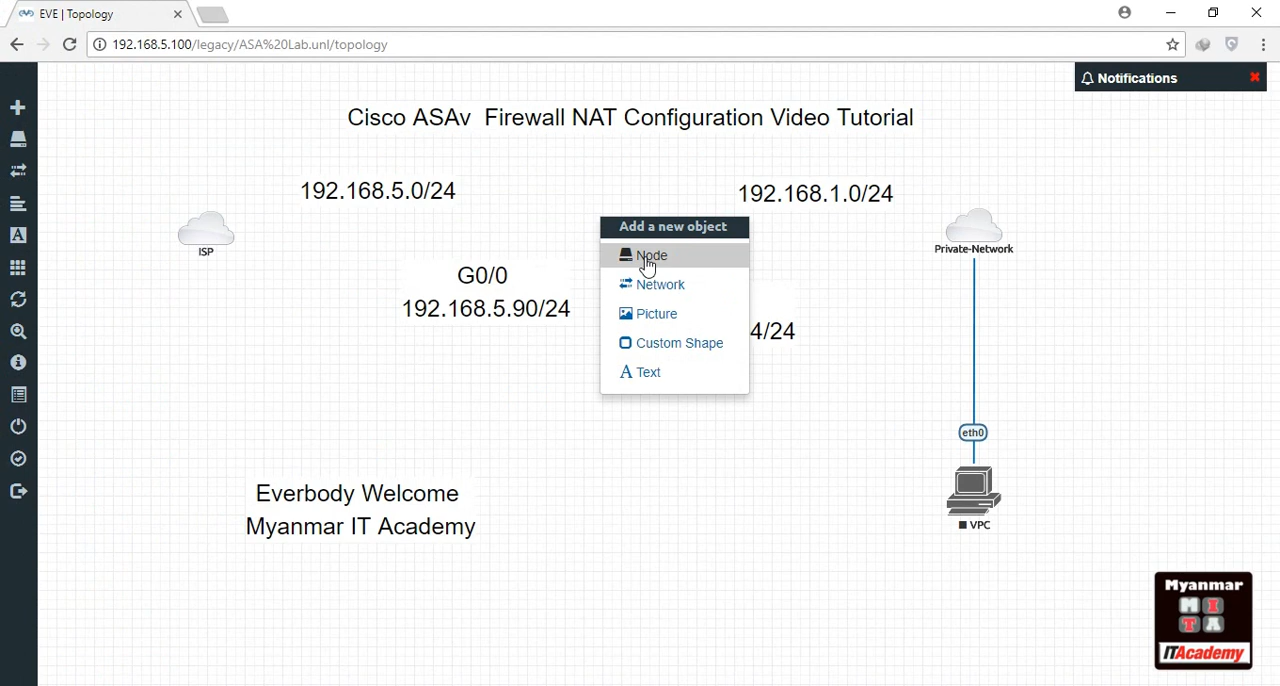 EVE | Topology
192.168.5.100/legacy/ASA%20Lab.unl/topology
Notifications
Cisco ASAv Firewall NAT Configuration Video Tutorial
192.168.5.0/24
192.168.1.0/24
ISP
Private-Network
Add a new object
Node
Network
Picture
Custom Shape
Text
G0/0
192.168.5.90/24
4/24
eth0
VPC
Everbody Welcome
Myanmar IT Academy
Myanmar
M I
T A
ITAcademy